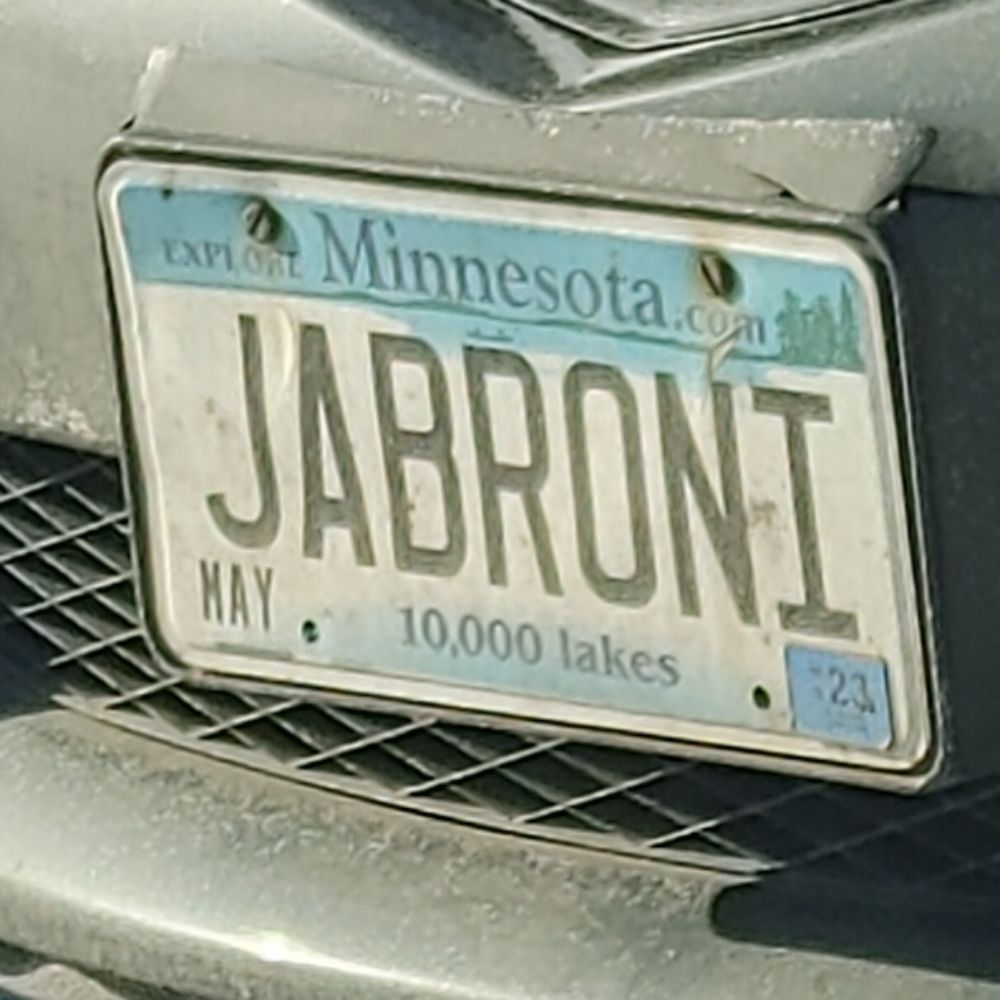 EXPLORE Minnesota.com
JABRONI
MAY
10,000 lakes
23